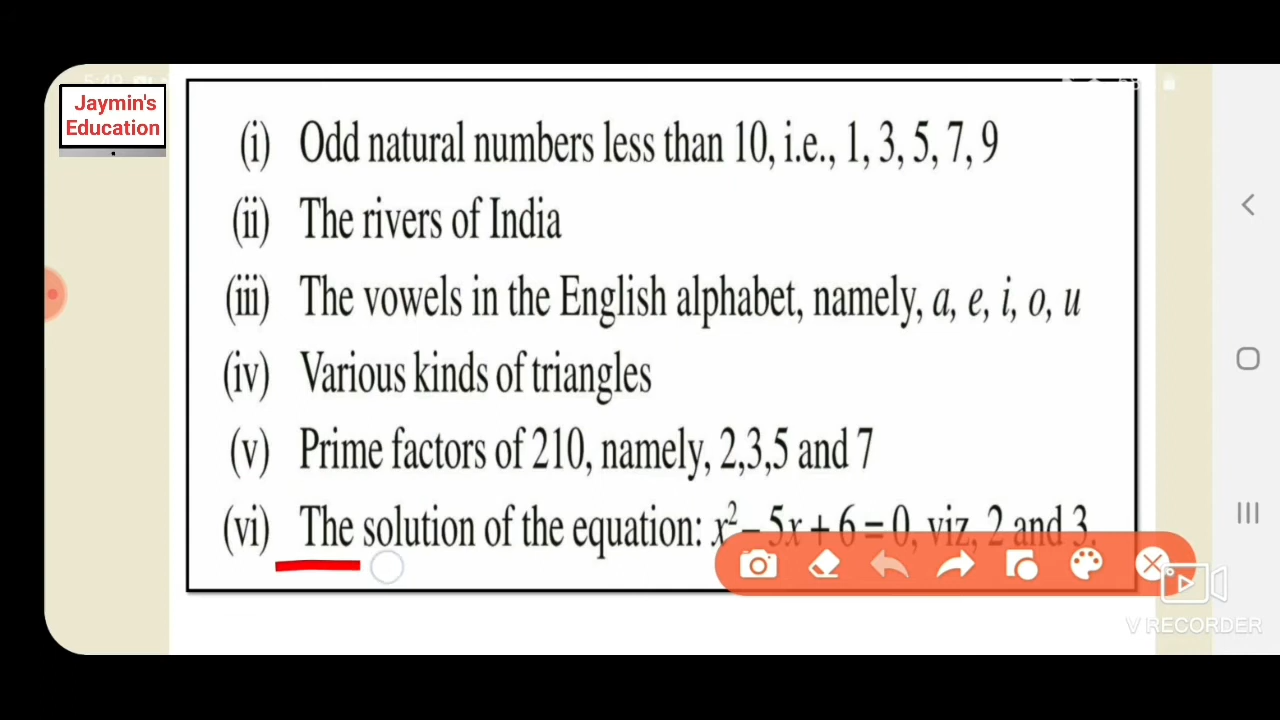 Jaymin's
Education
(i) Odd natural numbers less than 10, i.e., 1, 3, 5, 7, 9
(ii) The rivers of India
(iii) The vowels in the English alphabet, namely, a, e, i, o, u
(iv) Various kinds of triangles
(v) Prime factors of 210, namely, 2,3,5 and 7
(vi) The solution of the equation: x² – 5x + 6 = 0, viz, 2 and 3.
V RECORDER